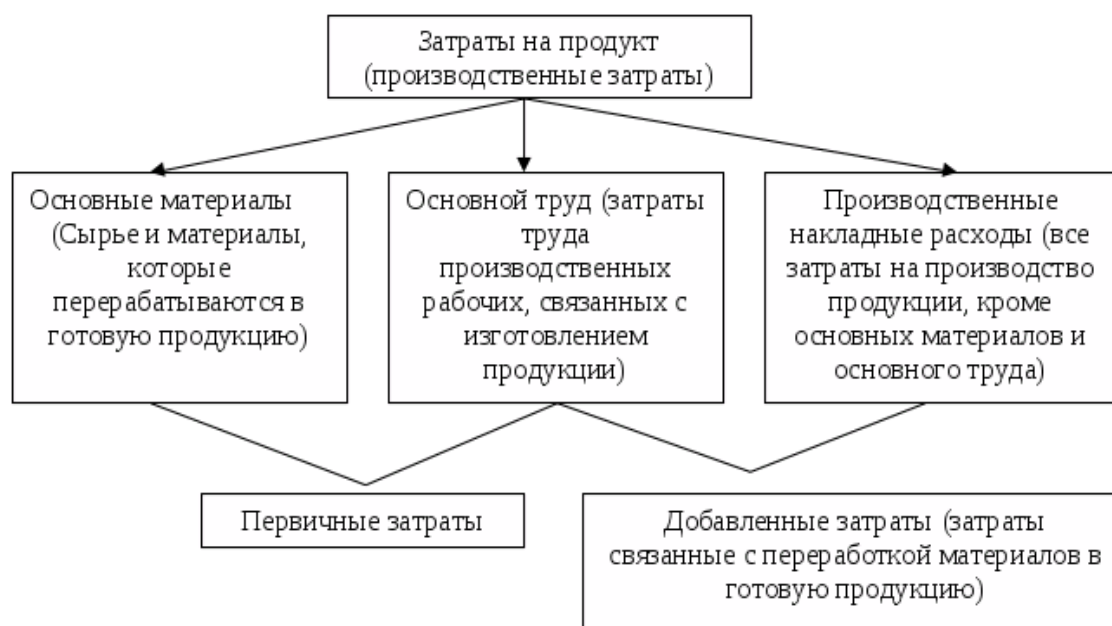 Затраты на продукт
(производственные затраты)
Основные материалы
(Сырье и материалы,
которые
перерабатываются в
готовую продукцию)
Основной труд (затраты
труда
производственных
рабочих, связанных с
изготовлением
продукции)
Производственные
накладные расходы (все
затраты на производство
продукции, кроме
основных материалов и
основного труда)
Первичные затраты
Добавленные затраты (затраты
связанные с переработкой материалов в
готовую продукцию)